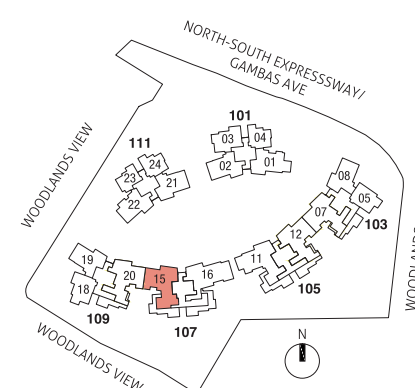 NORTH-SOUTH EXPRESSSWAY/
GAMBAS AVE
WOODLANDS VIEW
101
03 04
02 01
111
24
23 21
22
08
07 05
103
12
11
105
19
20 15 16
18
109
107
WOODLANDS
WOODLANDS VIEW
N